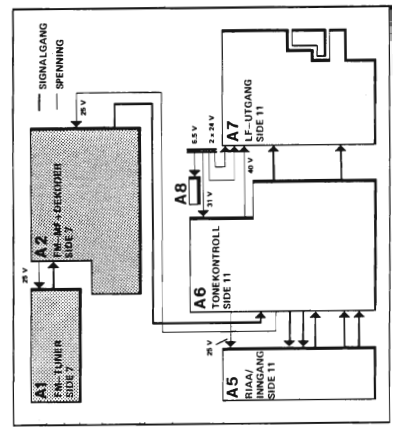 SIGNALGANG
SPENNING
A1
FM-TUNER
SIDE 7
25 V
A2
FM-MF+DEKODER
SIDE 7
25 V
A5
RIAA/
INNGANG
SIDE 11
25 V
A6
TONEKONTROLL
SIDE 11
A8
31 V
6.5 V
2 x 24 V
40 V
A7
LF-UTGANG
SIDE 11